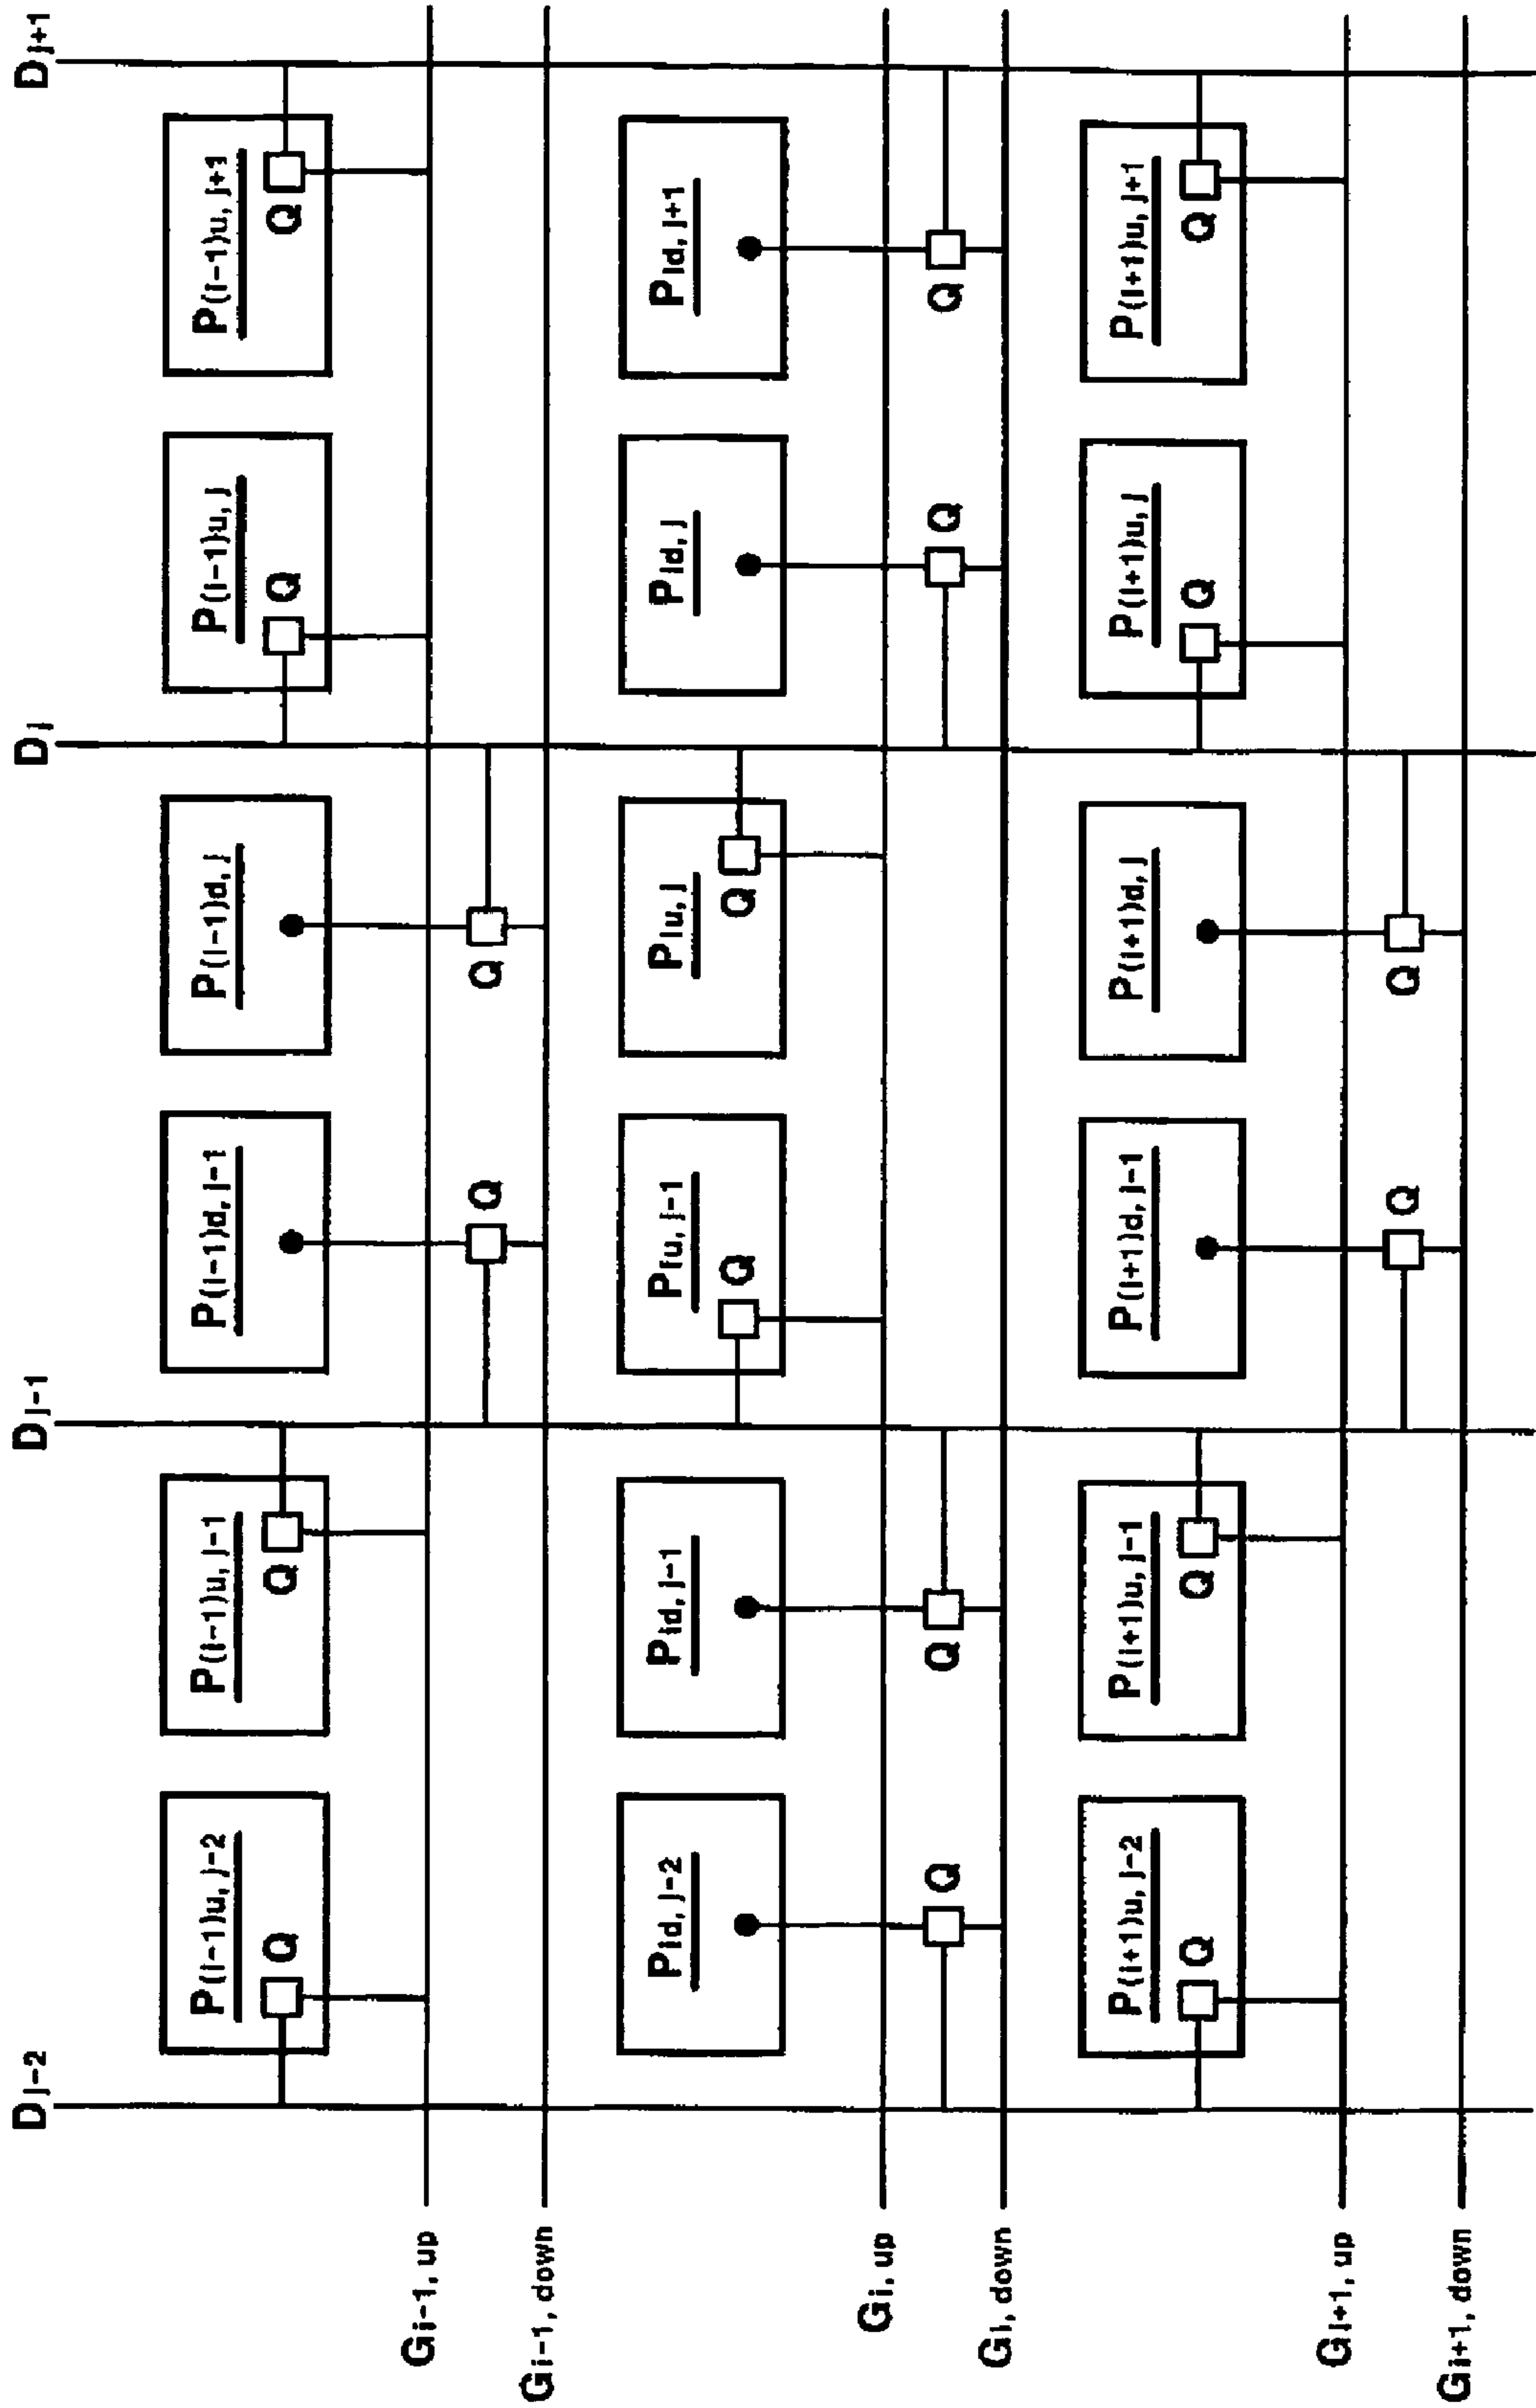 Dj−2
Dj−1
Dj
Dj+1
P(i−1)u, j−2
P(i−1)u, j−1
P(i−1)d, j−1
P(i−1)d, j
P(i−1)u, j
P(i−1)u, j+1
Q
Q
Q
Q
Gi−1, up
Q
Q
Gi−1, down
Pid, j−2
Pid, j−1
Piu, j−1
Piu, j
Pid, j
Pid, j+1
Q
Q
Gi, up
Q
Q
Q
Q
Gi, down
P(i+1)u, j−2
P(i+1)u, j−1
P(i+1)d, j−1
P(i+1)d, j
P(i+1)u, j
P(i+1)u, j+1
Q
Q
Q
Q
Gi+1, up
Q
Q
Gi+1, down